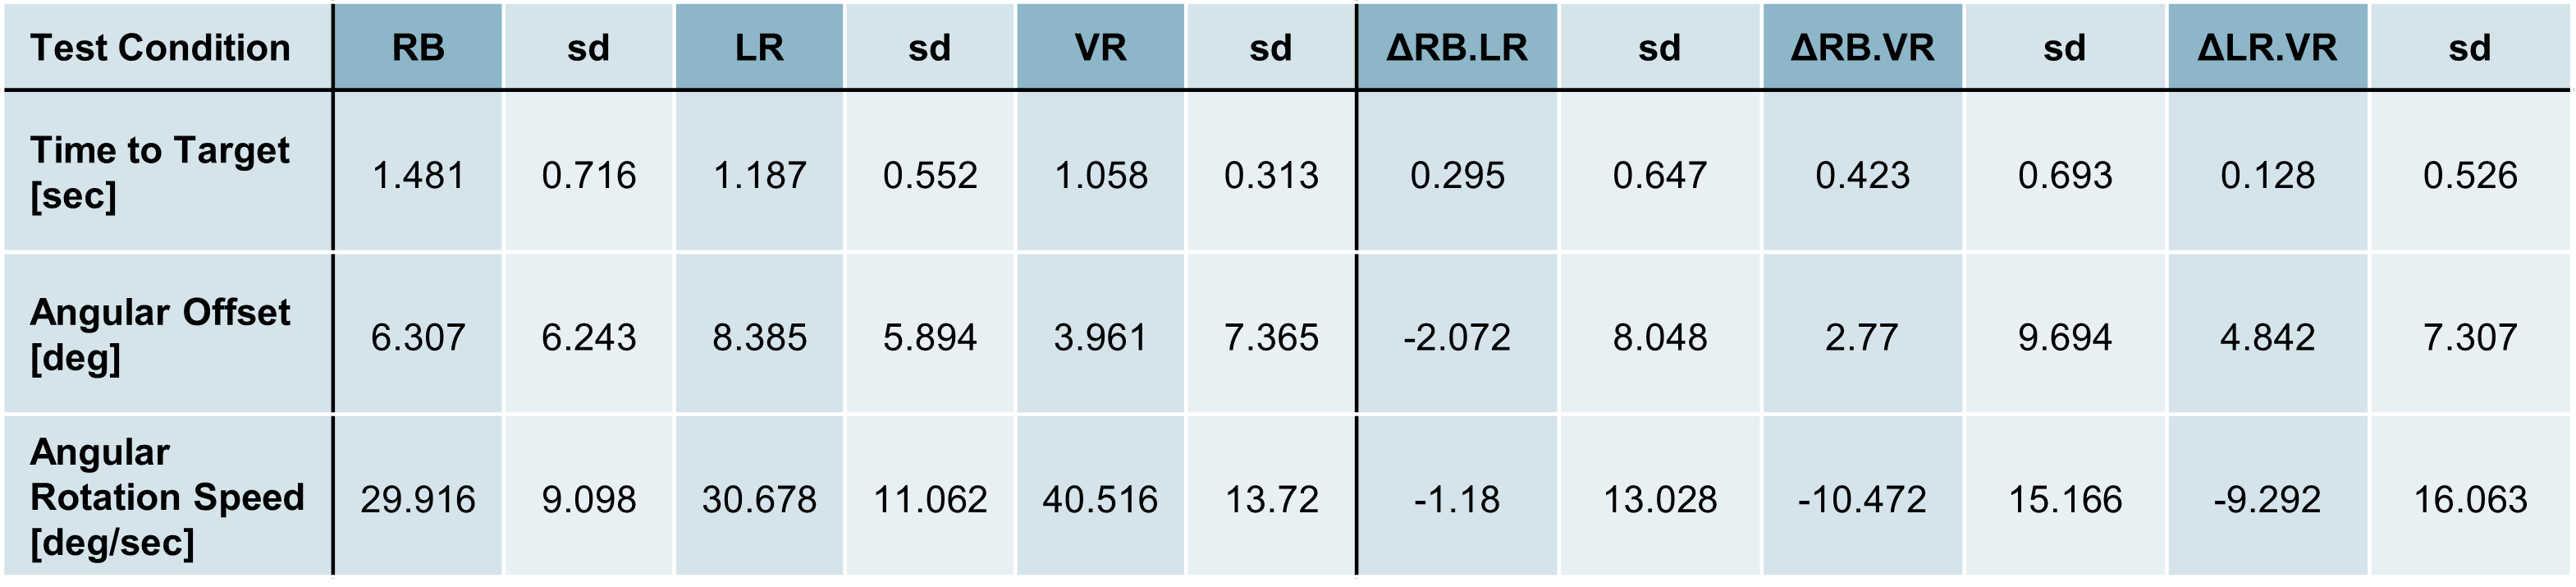 Test Condition RB sd LR sd VR sd ΔRB.LR sd ΔRB.VR sd ΔLR.VR sd
Time to Target
[sec]
1.481 0.716 1.187 0.552 1.058 0.313 0.295 0.647 0.423 0.693 0.128 0.526
Angular Offset
[deg]
6.307 6.243 8.385 5.894 3.961 7.365 -2.072 8.048 2.77 9.694 4.842 7.307
Angular
Rotation Speed
[deg/sec]
29.916 9.098 30.678 11.062 40.516 13.72 -1.18 13.028 -10.472 15.166 -9.292 16.063